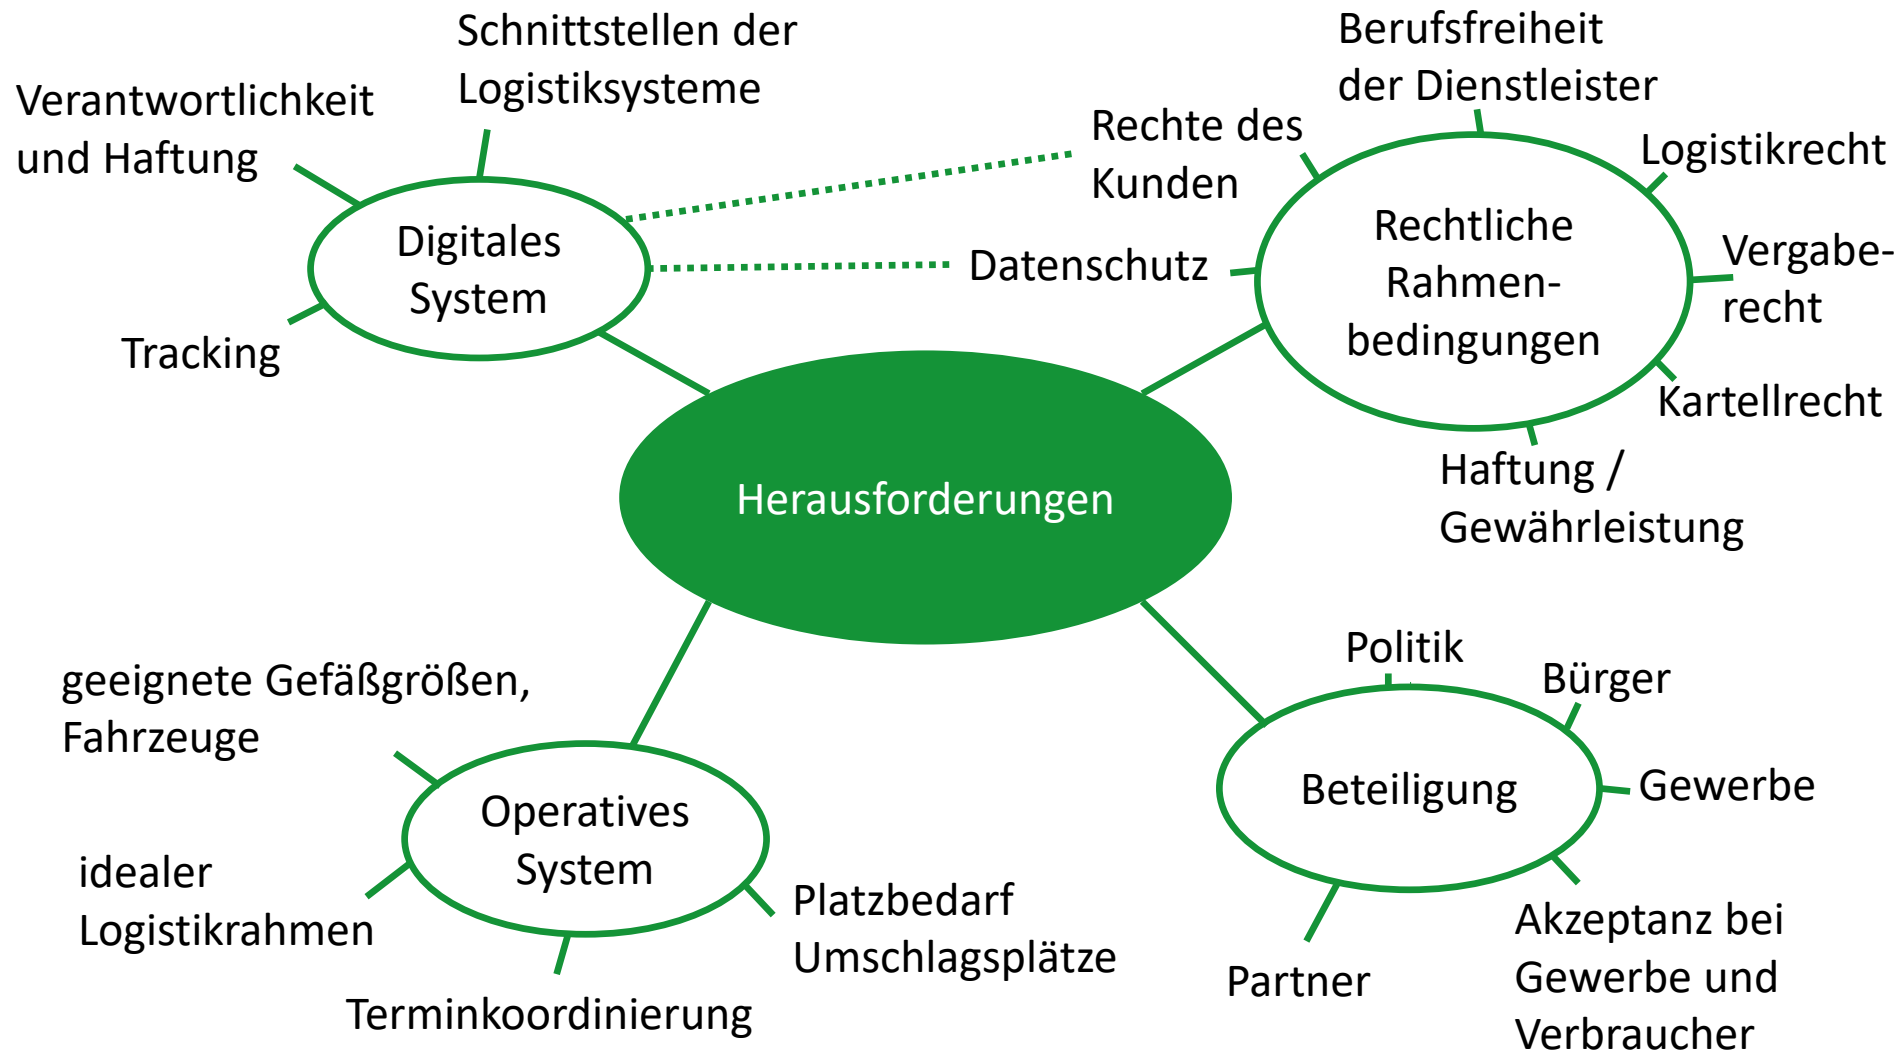 Schnittstellen der
Logistiksysteme
Verantwortlichkeit
und Haftung
Digitales
System
Tracking
Berufsfreiheit
der Dienstleister
Rechte des
Kunden
Logistikrecht
Datenschutz
Rechtliche
Rahmen-
bedingungen
Vergabe-
recht
Kartellrecht
Haftung /
Gewährleistung
Herausforderungen
geeignete Gefäßgrößen,
Fahrzeuge
Operatives
System
idealer
Logistikrahmen
Platzbedarf
Umschlagsplätze
Terminkoordinierung
Politik
Bürger
Beteiligung
Gewerbe
Partner
Akzeptanz bei
Gewerbe und
Verbraucher